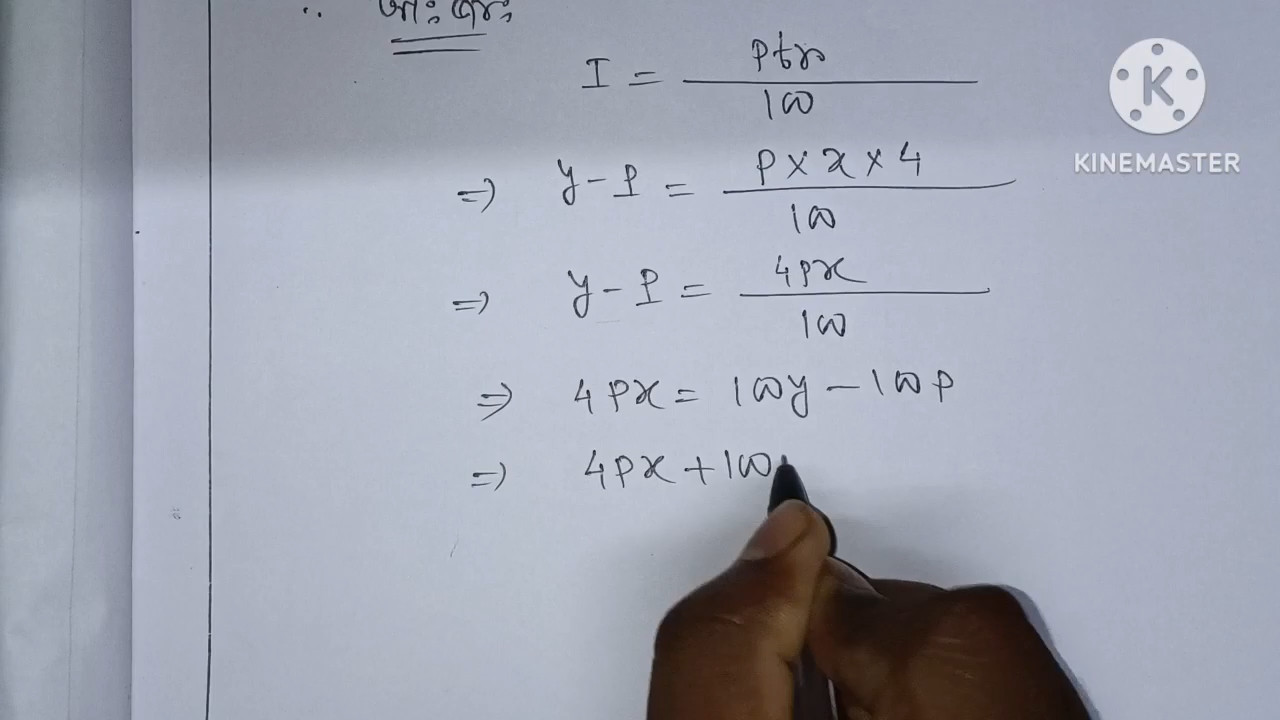 ∴ আঃ প্রঃ
I = ptr / 100
K
KINEMASTER
=> y - P = P × x × 4 / 100
=> y - P = 4Px / 100
=> 4Px = 100y - 100P
=> 4Px + 100